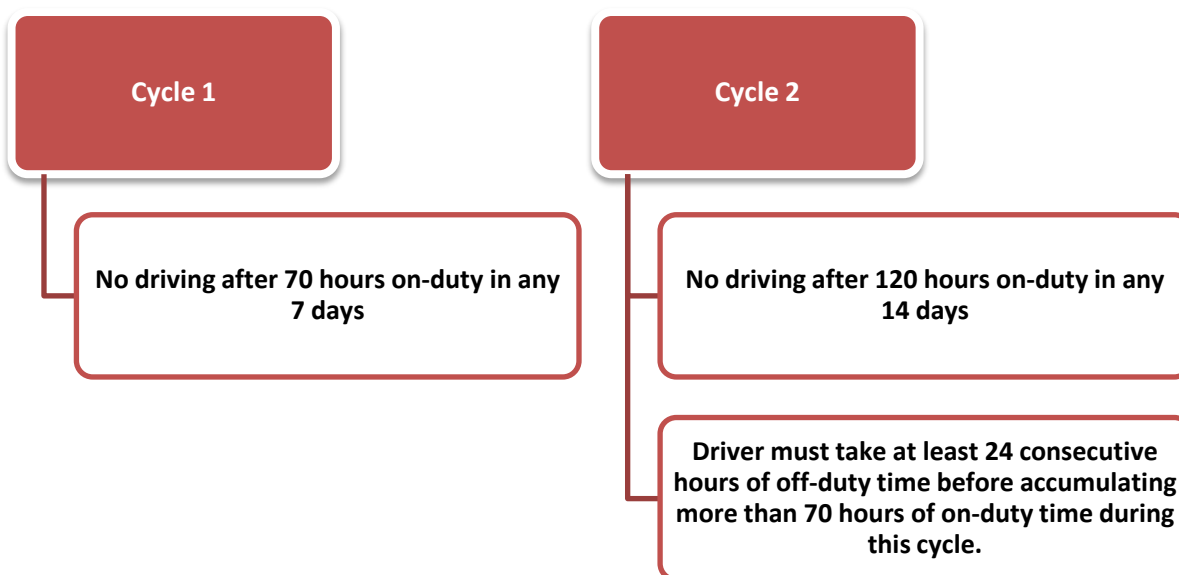 Cycle 1
No driving after 70 hours on-duty in any
7 days
Cycle 2
No driving after 120 hours on-duty in any
14 days
Driver must take at least 24 consecutive
hours of off-duty time before accumulating
more than 70 hours of on-duty time during
this cycle.